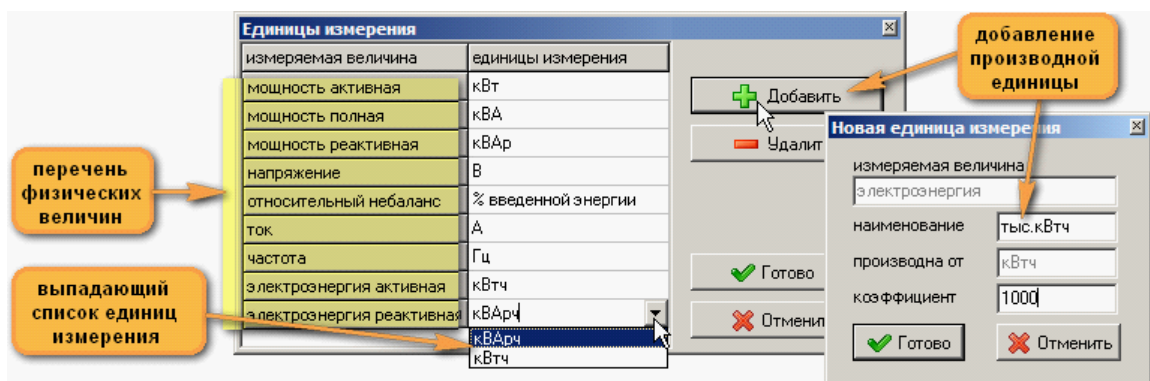 Единицы измерения
измеряемая величина единицы измерения
мощность активная кВт
мощность полная кВА
мощность реактивная кВАр
напряжение В
относительный небаланс % введенной энергии
ток А
частота Гц
электроэнергия активная кВтч
электроэнергия реактивная кВАрч
кВАрч
кВтч
Добавить
Удалит
Готово
Отменит
перечень
физических
величин
выпадающий
список единиц
измерения
добавление
производной
единицы
Новая единица измерения
измеряемая величина
электроэнергия
наименование тыс.кВтч
производна от кВтч
коэффициент 1000
Готово Отменить